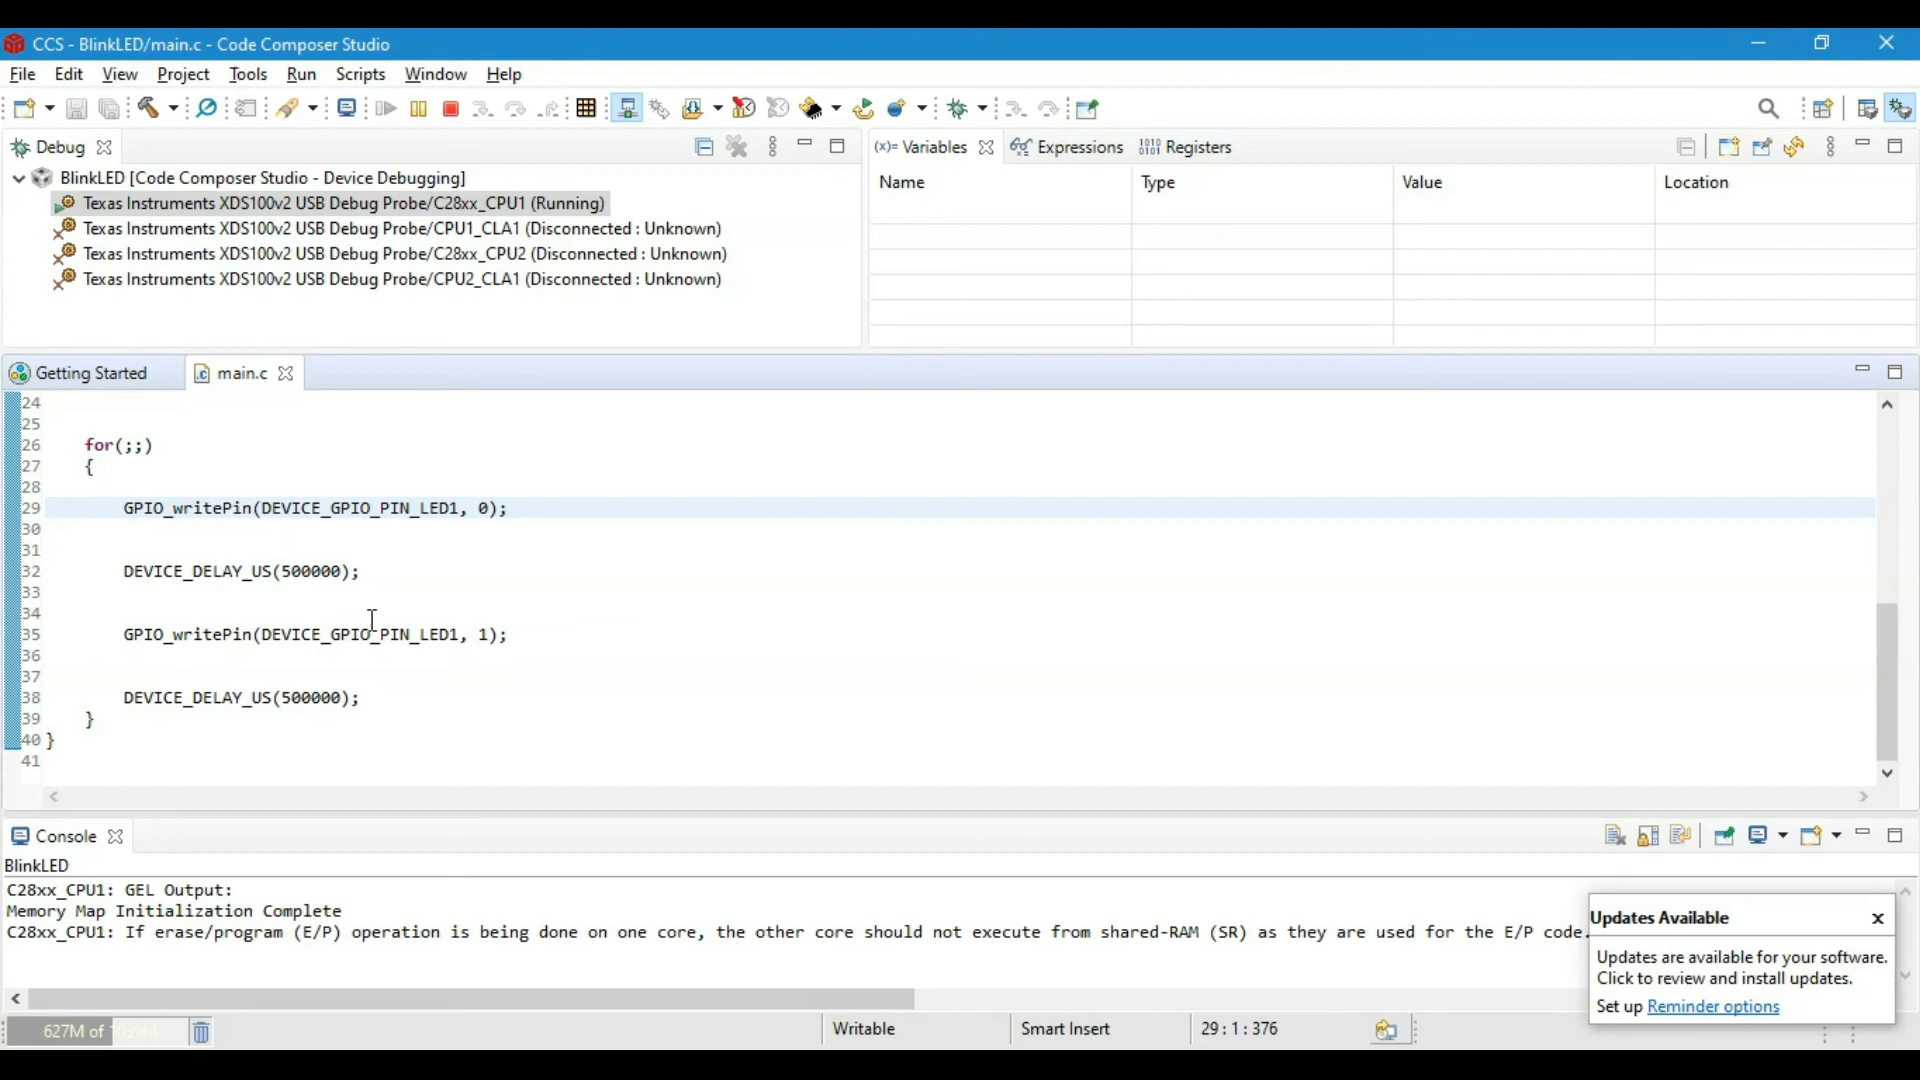 CCS - BlinkLED/main.c - Code Composer Studio
File Edit View Project Tools Run Scripts Window Help
Debug
(x)= Variables Expressions 1010 0101 Registers
BlinkLED [Code Composer Studio - Device Debugging]
Texas Instruments XDS100v2 USB Debug Probe/C28xx_CPU1 (Running)
Texas Instruments XDS100v2 USB Debug Probe/CPU1_CLA1 (Disconnected : Unknown)
Texas Instruments XDS100v2 USB Debug Probe/C28xx_CPU2 (Disconnected : Unknown)
Texas Instruments XDS100v2 USB Debug Probe/CPU2_CLA1 (Disconnected : Unknown)
Name Type Value Location
Getting Started main.c
24
25
26 for(;;)
27 {
28
29 GPIO_writePin(DEVICE_GPIO_PIN_LED1, 0);
30
31
32 DEVICE_DELAY_US(500000);
33
34
35 GPIO_writePin(DEVICE_GPIO_PIN_LED1, 1);
36
37
38 DEVICE_DELAY_US(500000);
39 }
40 }
41
Console
BlinkLED
C28xx_CPU1: GEL Output:
Memory Map Initialization Complete
C28xx_CPU1: If erase/program (E/P) operation is being done on one core, the other core should not execute from shared-RAM (SR) as they are used for the E/P code.
Updates Available
Updates are available for your software.
Click to review and install updates.
Set up Reminder options
627M of
Writable Smart Insert 29 : 1 : 376